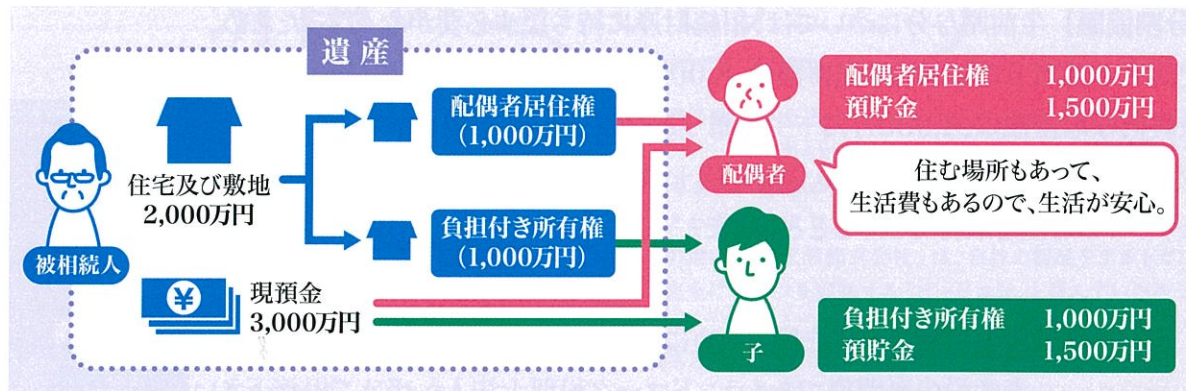 遺産
被相続人
住宅及び敷地
2,000万円
¥
現預金
3,000万円
配偶者居住権
(1,000万円)
負担付き所有権
(1,000万円)
配偶者
配偶者居住権 1,000万円
預貯金 1,500万円
住む場所もあって、
生活費もあるので、生活が安心。
子
負担付き所有権 1,000万円
預貯金 1,500万円